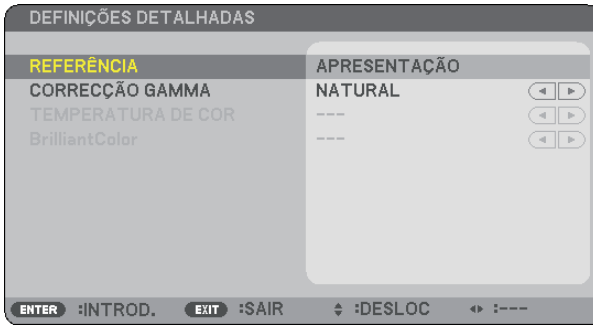 DEFINIÇÕES DETALHADAS
REFERÊNCIA APRESENTAÇÃO
CORRECÇÃO GAMMA NATURAL
TEMPERATURA DE COR ---
BrilliantColor ---
ENTER :INTROD. EXIT :SAIR :DESLOC :---